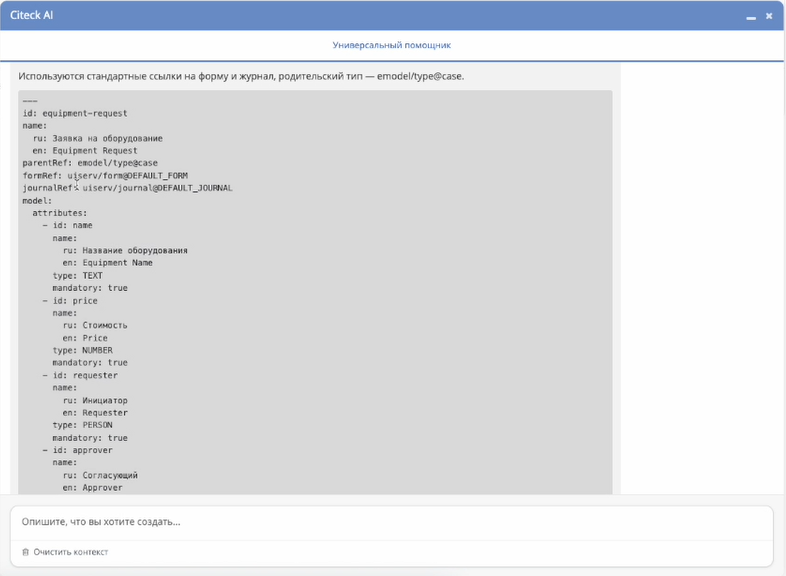 Citeck AI
Универсальный помощник
Используются стандартные ссылки на форму и журнал, родительский тип — emodel/type@case.
---
id: equipment-request
name:
  ru: Заявка на оборудование
  en: Equipment Request
parentRef: emodel/type@case
formRef: uiserv/form@DEFAULT_FORM
journalRef: uiserv/journal@DEFAULT_JOURNAL
model:
  attributes:
    - id: name
      name:
        ru: Название оборудования
        en: Equipment Name
      type: TEXT
      mandatory: true
    - id: price
      name:
        ru: Стоимость
        en: Price
      type: NUMBER
      mandatory: true
    - id: requester
      name:
        ru: Инициатор
        en: Requester
      type: PERSON
      mandatory: true
    - id: approver
      name:
        ru: Согласующий
        en: Approver
Опишите, что вы хотите создать...
Очистить контекст